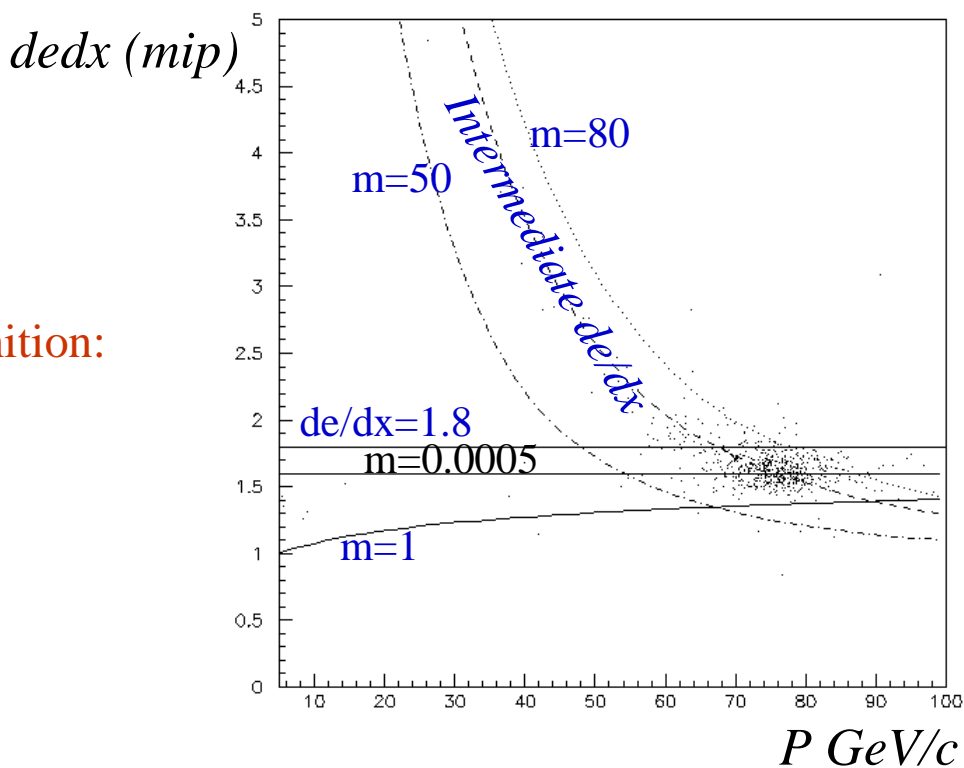 dedx (mip)
5
4.5
4
3.5
3
2.5
2
1.5
1
0.5
0
m=80
m=50
Intermediate de/dx
nition:
de/dx=1.8
m=0.0005
m=1
10 20 30 40 50 60 70 80 90 100
P GeV/c